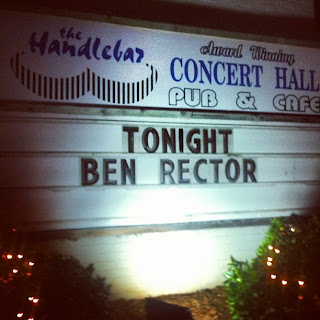 the
Handlebar
Award Winning
CONCERT HALL
PUB & CAFE
TONIGHT
BEN RECTOR